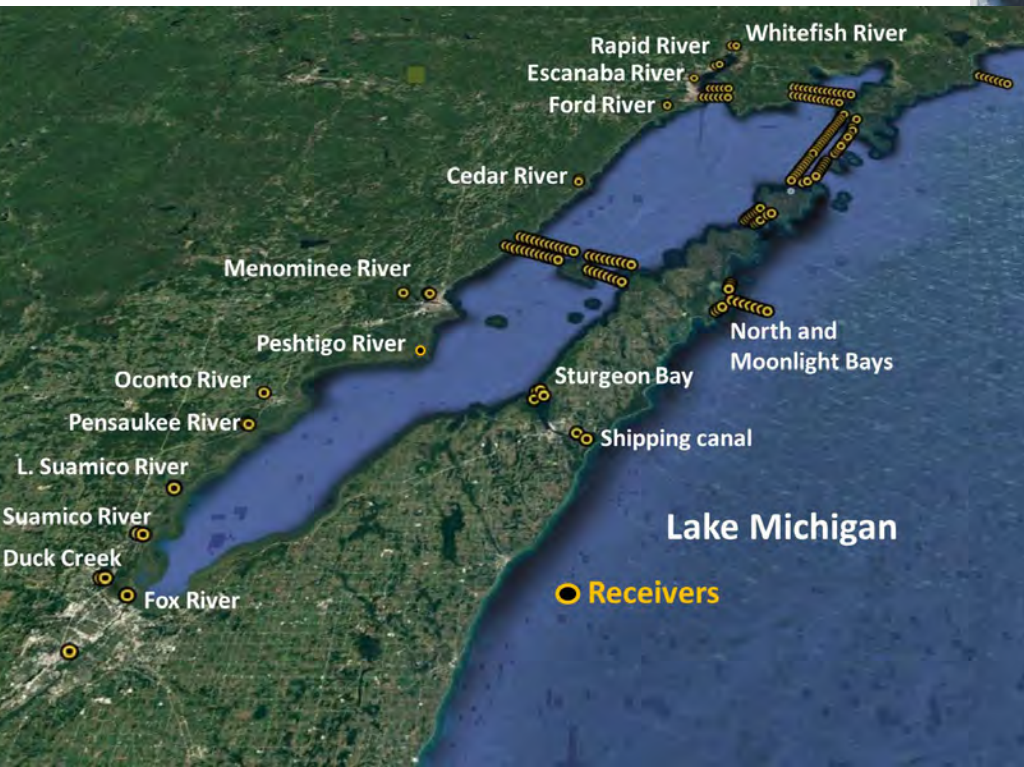 Whitefish River
Rapid River
Escanaba River
Ford River
Cedar River
Menominee River
North and
Moonlight Bays
Peshtigo River
Oconto River
Sturgeon Bay
Pensaukee River
Shipping canal
L. Suamico River
Suamico River
Lake Michigan
Duck Creek
Receivers
Fox River